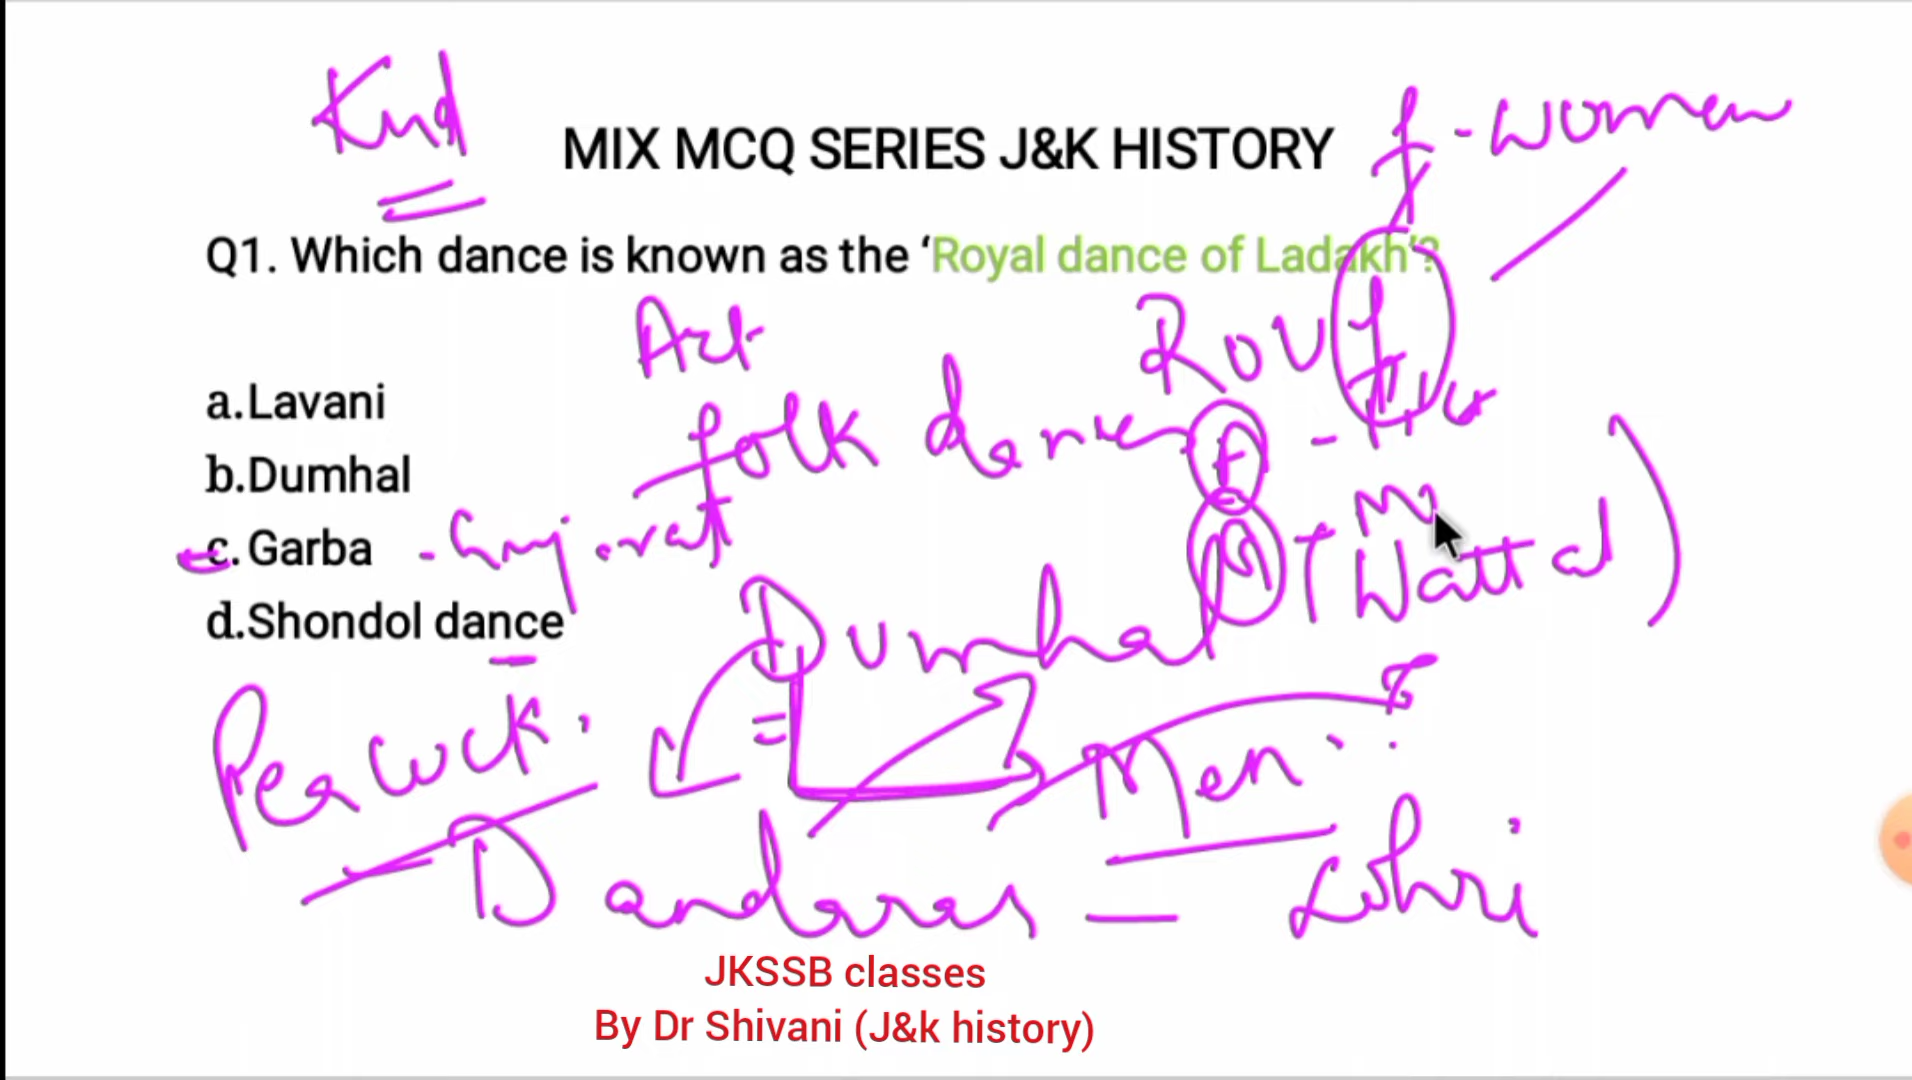 Kud
MIX MCQ SERIES J&K HISTORY
f - women
Q1. Which dance is known as the ‘Royal dance of Ladakh’?
Art
Rouf
a.Lavani
folk dance
b.Dumhal
c.Garba - Gujarat
M
(Wattal)
d.Shondol dance
Dumhal
Peacock.
Men
Dandaras - Lohri
JKSSB classes
By Dr Shivani (J&k history)